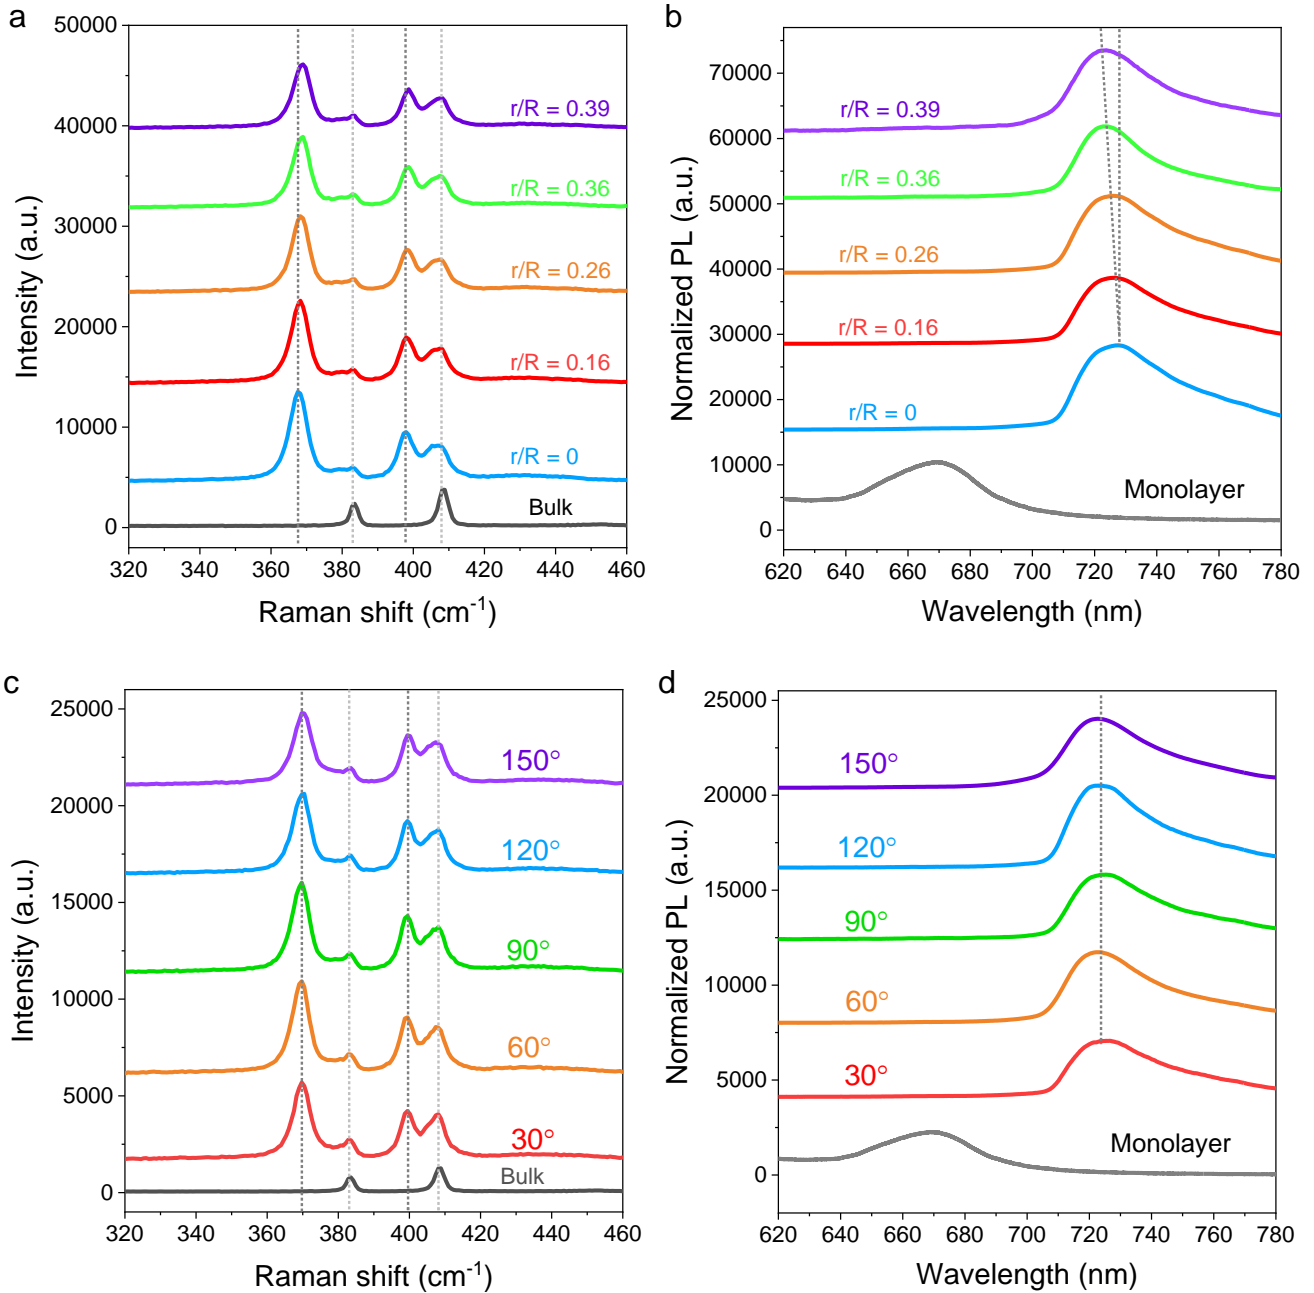 a
50000
40000
30000
20000
10000
0
Intensity (a.u.)
r/R = 0.39
r/R = 0.36
r/R = 0.26
r/R = 0.16
r/R = 0
Bulk
320 340 360 380 400 420 440 460
Raman shift (cm⁻¹)
b
70000
60000
50000
40000
30000
20000
10000
0
Normalized PL (a.u.)
r/R = 0.39
r/R = 0.36
r/R = 0.26
r/R = 0.16
r/R = 0
Monolayer
620 640 660 680 700 720 740 760 780
Wavelength (nm)
c
25000
20000
15000
10000
5000
0
Intensity (a.u.)
150°
120°
90°
60°
30°
Bulk
320 340 360 380 400 420 440 460
Raman shift (cm⁻¹)
d
25000
20000
15000
10000
5000
0
Normalized PL (a.u.)
150°
120°
90°
60°
30°
Monolayer
620 640 660 680 700 720 740 760 780
Wavelength (nm)